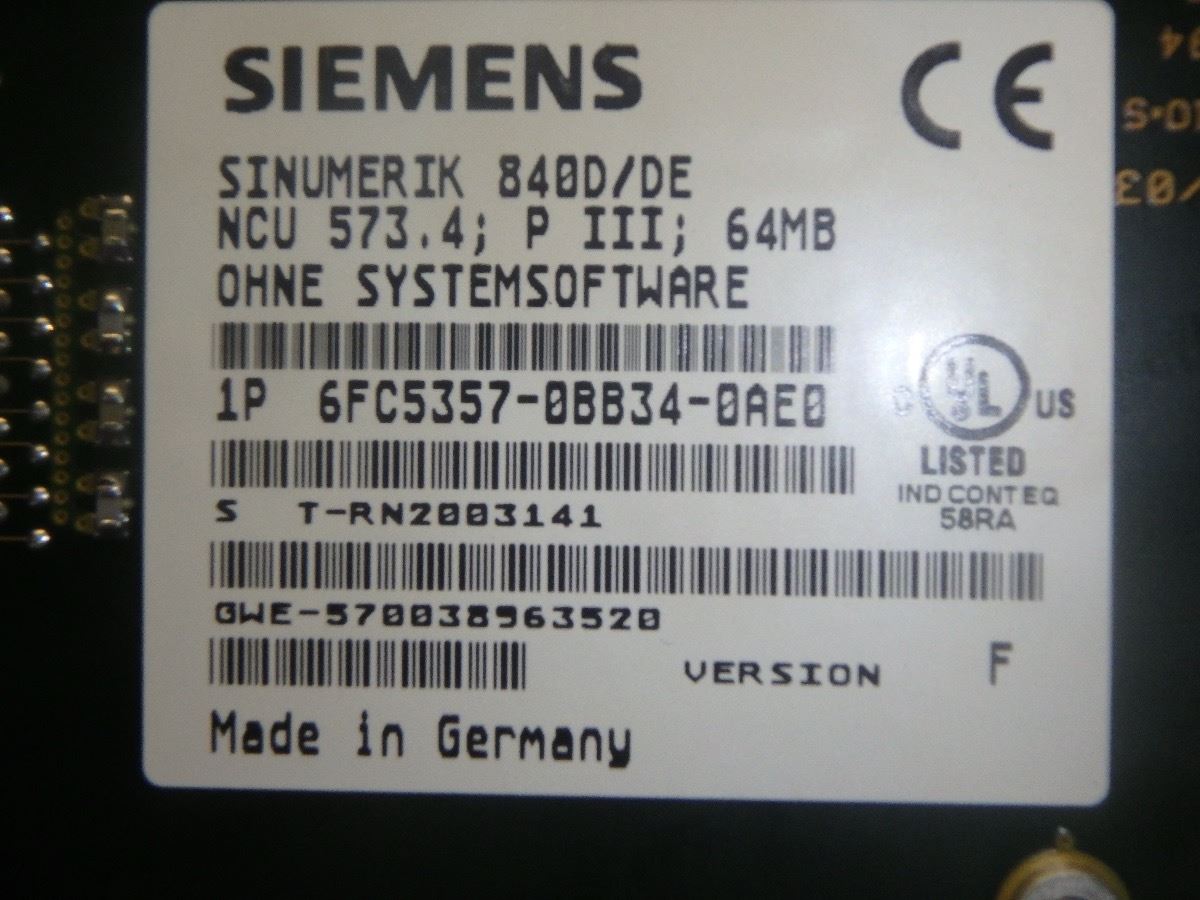 SIEMENS
CE
SINUMERIK 840D/DE
NCU 573.4; P III; 64MB
OHNE SYSTEMSOFTWARE
1P 6FC5357-0BB34-0AE0
C UL US
LISTED
IND CONT EQ
58RA
S T-RN2003141
GWE-570038963520
VERSION F
Made in Germany